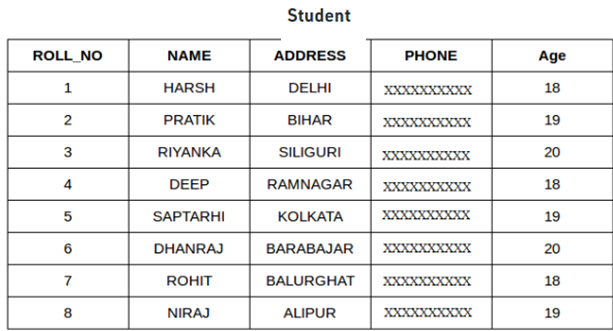 Student
ROLL_NO NAME ADDRESS PHONE Age
1 HARSH DELHI XXXXXXXXXX 18
2 PRATIK BIHAR XXXXXXXXXX 19
3 RIYANKA SILIGURI XXXXXXXXXX 20
4 DEEP RAMNAGAR XXXXXXXXXX 18
5 SAPTARHI KOLKATA XXXXXXXXXX 19
6 DHANRAJ BARABAJAR XXXXXXXXXX 20
7 ROHIT BALURGHAT XXXXXXXXXX 18
8 NIRAJ ALIPUR XXXXXXXXXX 19